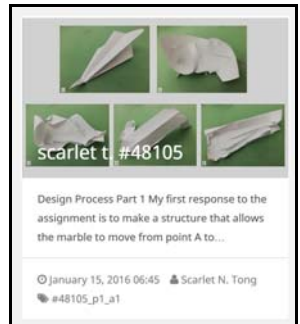 scarlet t. #48105
Design Process Part 1 My first response to the
assignment is to make a structure that allows
the marble to move from point A to...
January 15, 2016 06:45 Scarlet N. Tong
#48105_p1_a1